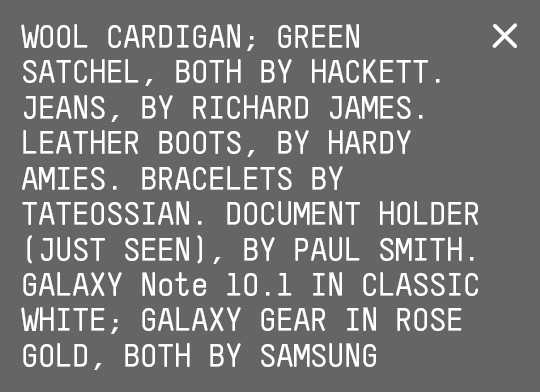 WOOL CARDIGAN; GREEN
SATCHEL, BOTH BY HACKETT.
JEANS, BY RICHARD JAMES.
LEATHER BOOTS, BY HARDY
AMIES. BRACELETS BY
TATEOSSIAN. DOCUMENT HOLDER
(JUST SEEN), BY PAUL SMITH.
GALAXY Note 10.1 IN CLASSIC
WHITE; GALAXY GEAR IN ROSE
GOLD, BOTH BY SAMSUNG